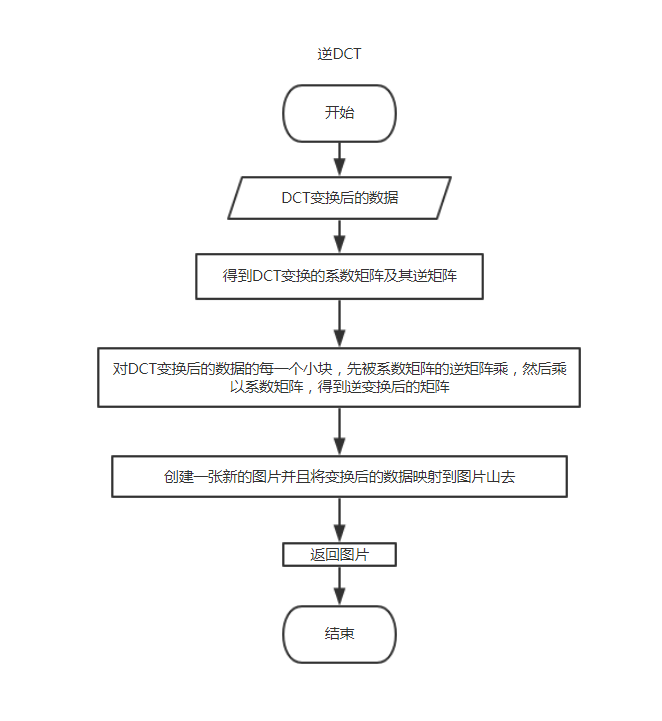 逆DCT
开始
DCT变换后的数据
得到DCT变换的系数矩阵及其逆矩阵
对DCT变换后的数据的每一个小块，先被系数矩阵的逆矩阵乘，然后乘
以系数矩阵，得到逆变换后的矩阵
创建一张新的图片并且将变换后的数据映射到图片山去
返回图片
结束